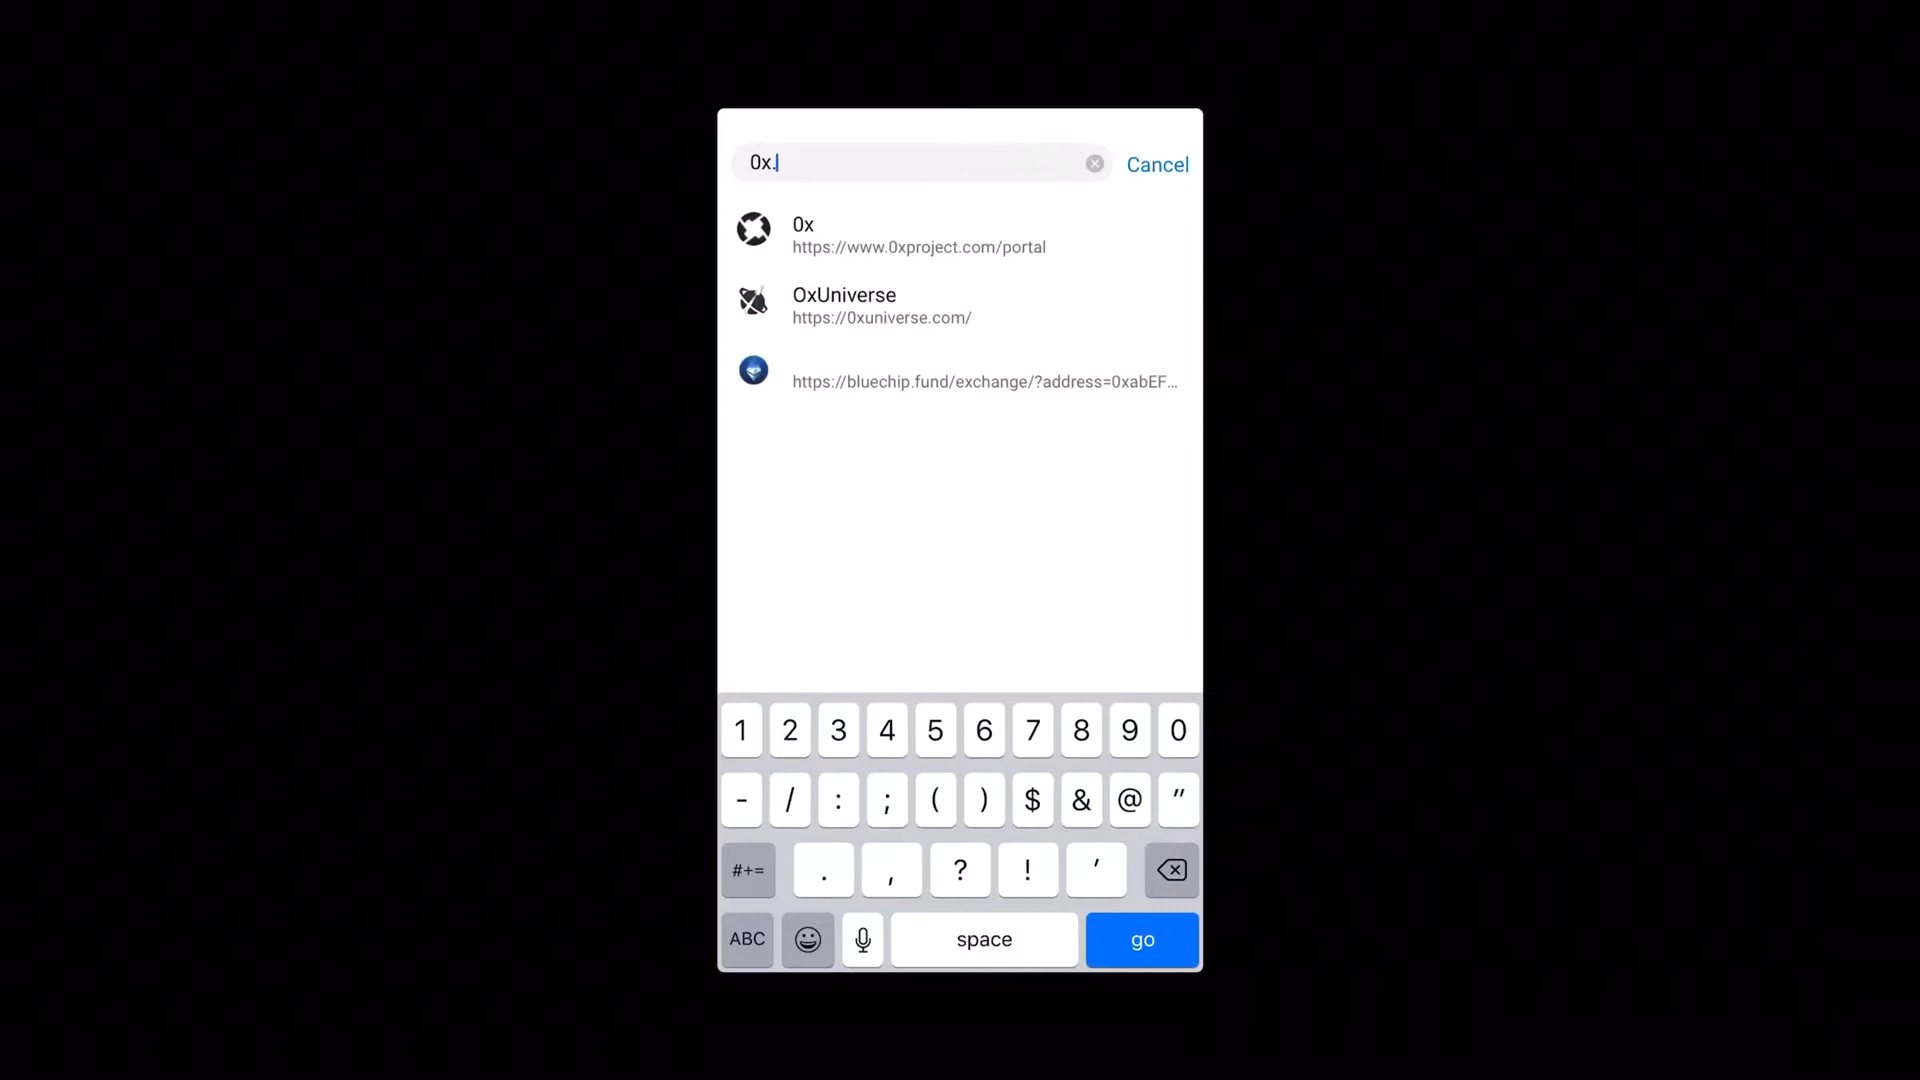 0x.
Cancel
0x
https://www.0xproject.com/portal
0xUniverse
https://0xuniverse.com/
https://bluechip.fund/exchange/?address=0xabEF...
1 2 3 4 5 6 7 8 9 0
- / : ; ( ) $ & @ "
#+= . , ? ! '
ABC space go